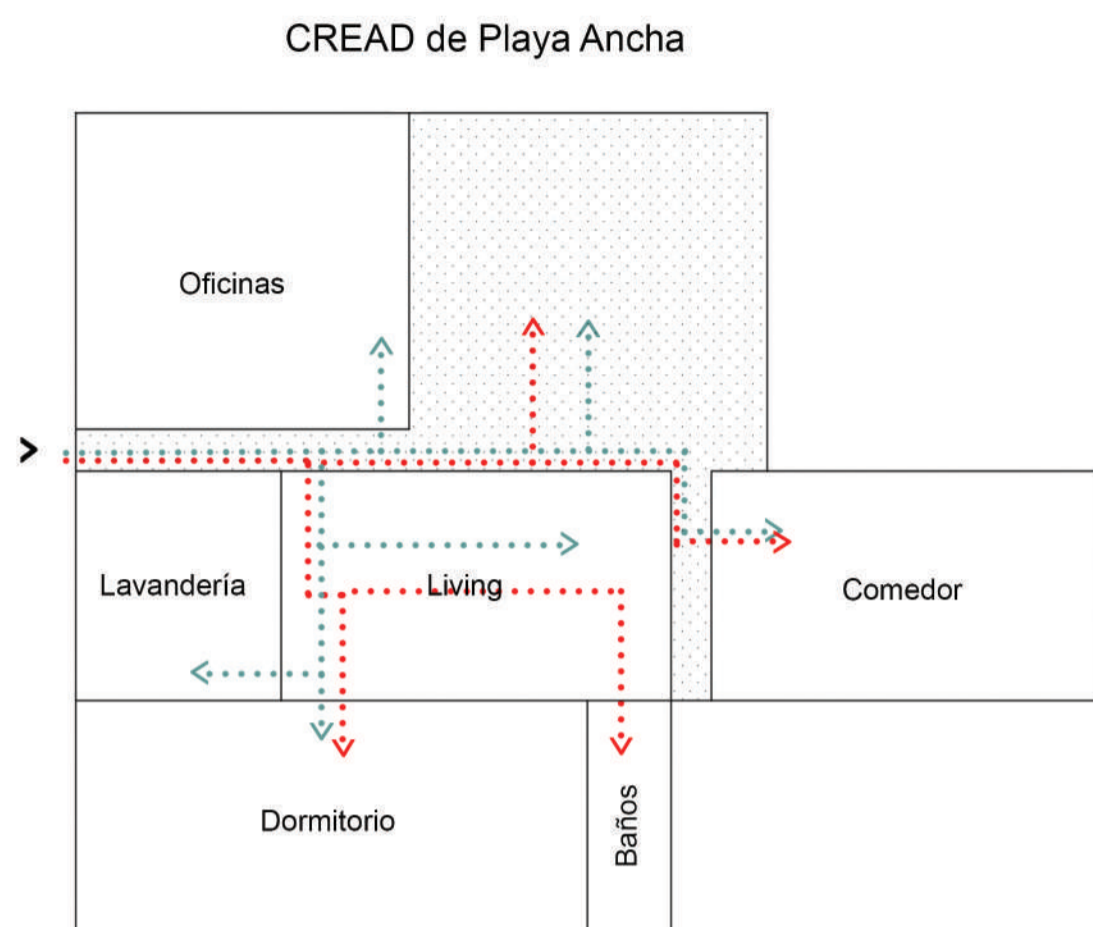 CREAD de Playa Ancha
Oficinas
Lavandería
Living
Comedor
Dormitorio
Baños